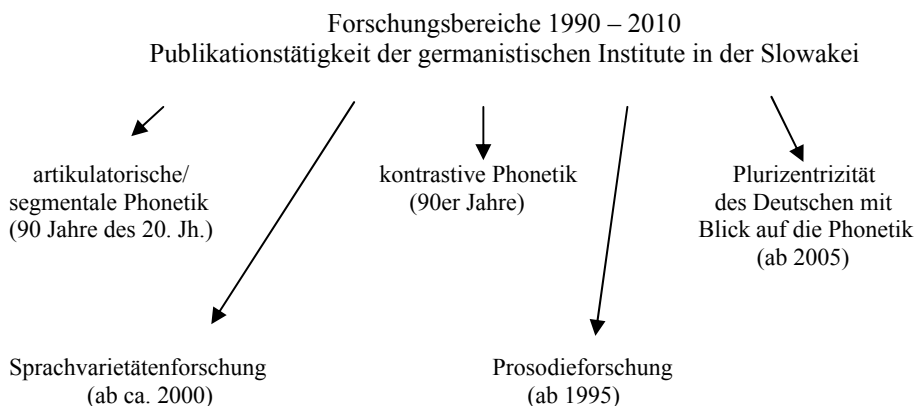 Forschungsbereiche 1990 – 2010
Publikationstätigkeit der germanistischen Institute in der Slowakei
artikulatorische/
segmentale Phonetik
(90 Jahre des 20. Jh.)
kontrastive Phonetik
(90er Jahre)
Plurizentrizität
des Deutschen mit
Blick auf die Phonetik
(ab 2005)
Sprachvarietätenforschung
(ab ca. 2000)
Prosodieforschung
(ab 1995)